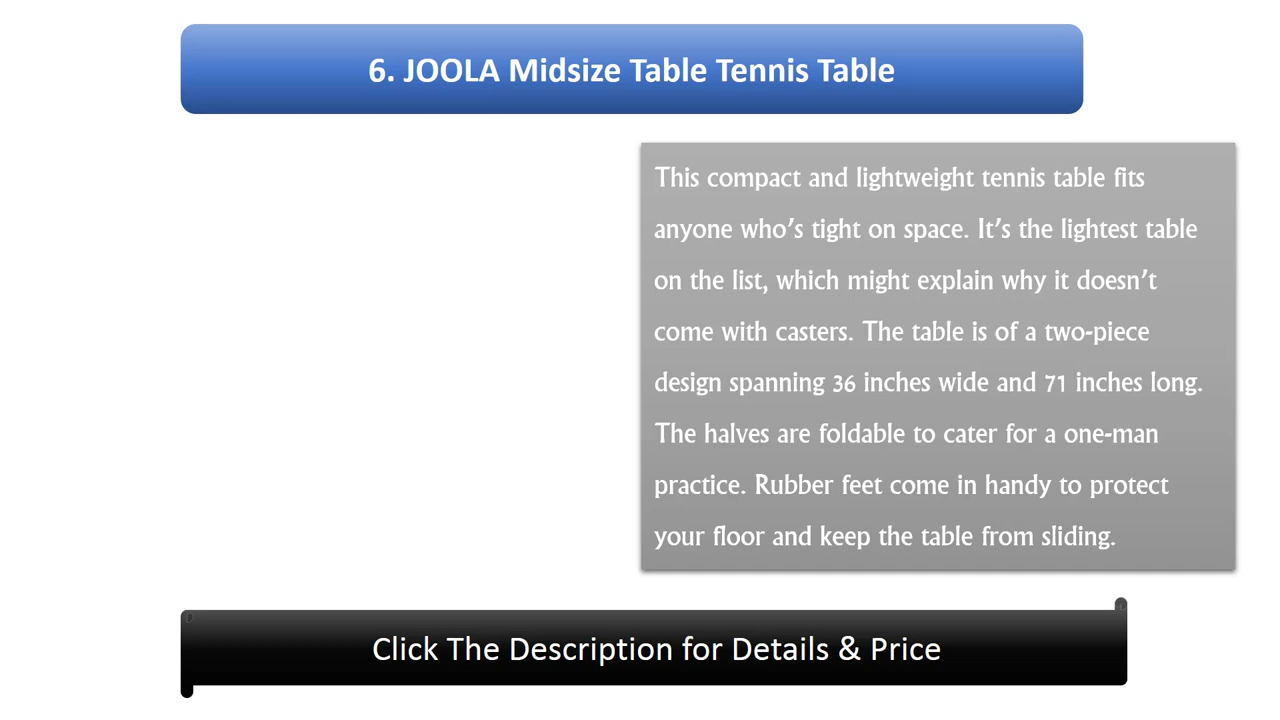 6. JOOLA Midsize Table Tennis Table
This compact and lightweight tennis table fits
anyone who’s tight on space. It’s the lightest table
on the list, which might explain why it doesn’t
come with casters. The table is of a two-piece
design spanning 36 inches wide and 71 inches long.
The halves are foldable to cater for a one-man
practice. Rubber feet come in handy to protect
your floor and keep the table from sliding.
Click The Description for Details & Price